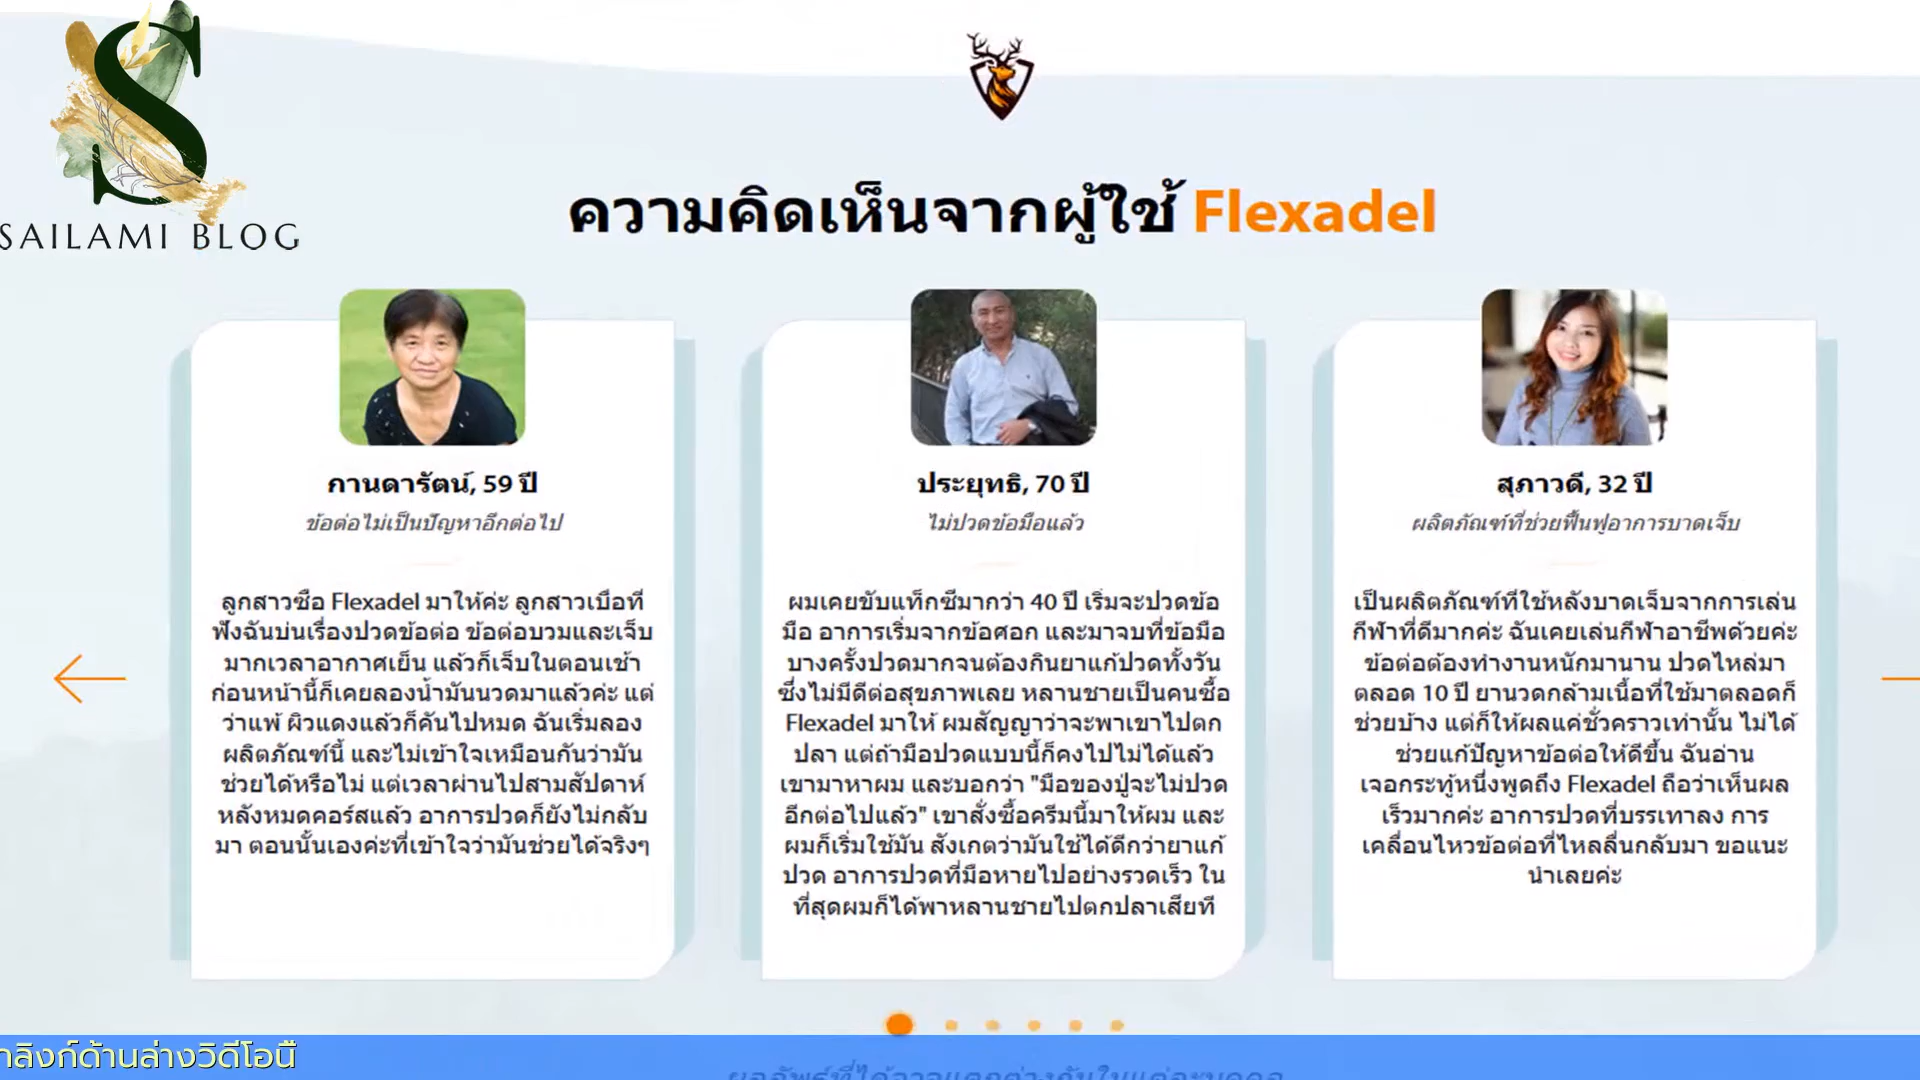 S
SAILAMI BLOG
ความคิดเห็นจากผู้ใช้ Flexadel
กานดารัตน์, 59 ปี
ข้อต่อไม่เป็นปัญหาอีกต่อไป
ลูกสาวซื้อ Flexadel มาให้ค่ะ ลูกสาวเบื่อที่
ฟังฉันบ่นเรื่องปวดข้อต่อ ข้อต่อบวมและเจ็บ
มากเวลาอากาศเย็น แล้วก็เจ็บในตอนเช้า
ก่อนหน้านี้ก็เคยลองน้ำมันนวดมาแล้วค่ะ แต่
ว่าแพ้ ผิวแดงแล้วก็คันไปหมด ฉันเริ่มลอง
ผลิตภัณฑ์นี้ และไม่เข้าใจเหมือนกันว่ามัน
ช่วยได้หรือไม่ แต่เวลาผ่านไปสามสัปดาห์
หลังหมดคอร์สแล้ว อาการปวดก็ยังไม่กลับ
มา ตอนนั้นเองค่ะที่เข้าใจว่ามันช่วยได้จริงๆ
ประยุทธิ, 70 ปี
ไม่ปวดข้อมือแล้ว
ผมเคยขับแท็กซี่มากว่า 40 ปี เริ่มจะปวดข้อ
มือ อาการเริ่มจากข้อศอก และมาจบที่ข้อมือ
บางครั้งปวดมากจนต้องกินยาแก้ปวดทั้งวัน
ซึ่งไม่มีดีต่อสุขภาพเลย หลานชายเป็นคนซื้อ
Flexadel มาให้ ผมสัญญาว่าจะพาเขาไปตก
ปลา แต่ถ้ามือปวดแบบนี้ก็คงไปไม่ได้แล้ว
เขามาหาผม และบอกว่า "มือของปู่จะไม่ปวด
อีกต่อไปแล้ว" เขาสั่งซื้อครีมนี้มาให้ผม และ
ผมก็เริ่มใช้มัน สังเกตว่ามันใช้ได้ดีกว่ายาแก้
ปวด อาการปวดที่มือหายไปอย่างรวดเร็ว ใน
ที่สุดผมก็ได้พาหลานชายไปตกปลาเสียที
สุภาวดี, 32 ปี
ผลิตภัณฑ์ที่ช่วยฟื้นฟูอาการบาดเจ็บ
เป็นผลิตภัณฑ์ที่ใช้หลังบาดเจ็บจากการเล่น
กีฬาที่ดีมากค่ะ ฉันเคยเล่นกีฬาอาชีพด้วยค่ะ
ข้อต่อต้องทำงานหนักมานาน ปวดไหล่มา
ตลอด 10 ปี ยานวดกล้ามเนื้อที่ใช้มาตลอดก็
ช่วยบ้าง แต่ก็ให้ผลแค่ชั่วคราวเท่านั้น ไม่ได้
ช่วยแก้ปัญหาข้อต่อให้ดีขึ้น ฉันอ่าน
เจอกระทู้หนึ่งพูดถึง Flexadel ถือว่าเห็นผล
เร็วมากค่ะ อาการปวดที่บรรเทาลง การ
เคลื่อนไหวข้อต่อที่ไหลลื่นกลับมา ขอแนะ
นำเลยค่ะ
ลิงก์ด้านล่างวิดีโอนี้